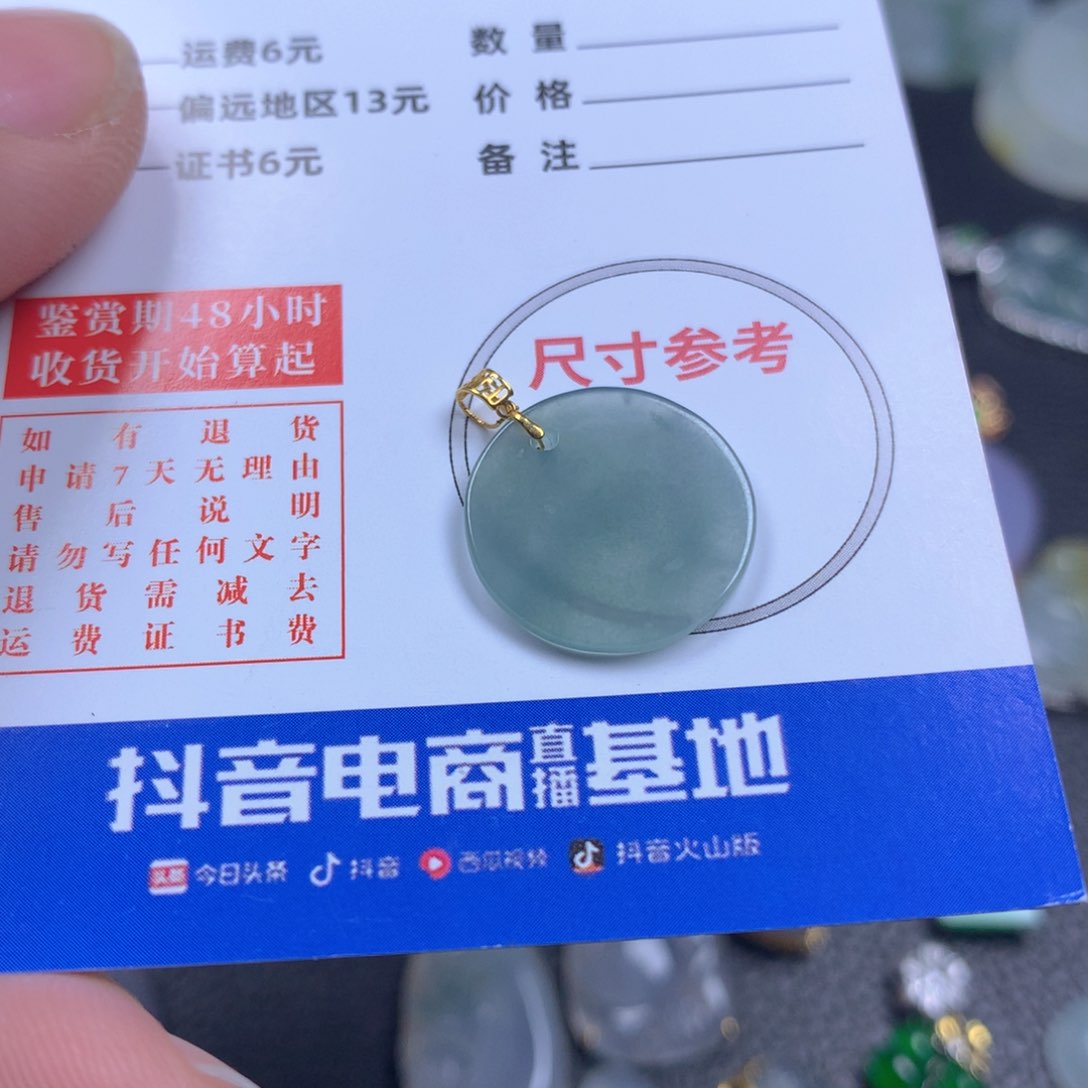 运费6元
数量
偏远地区13元
价格
证书6元
备注
鉴赏期48小时
收货开始算起
尺寸参考
如有退货
申请7天无理由
售后说明
请勿写任何文字
退货需减去
运费证书费
抖音电商直播基地
头条 今日头条 抖音 西瓜视频 抖音火山版